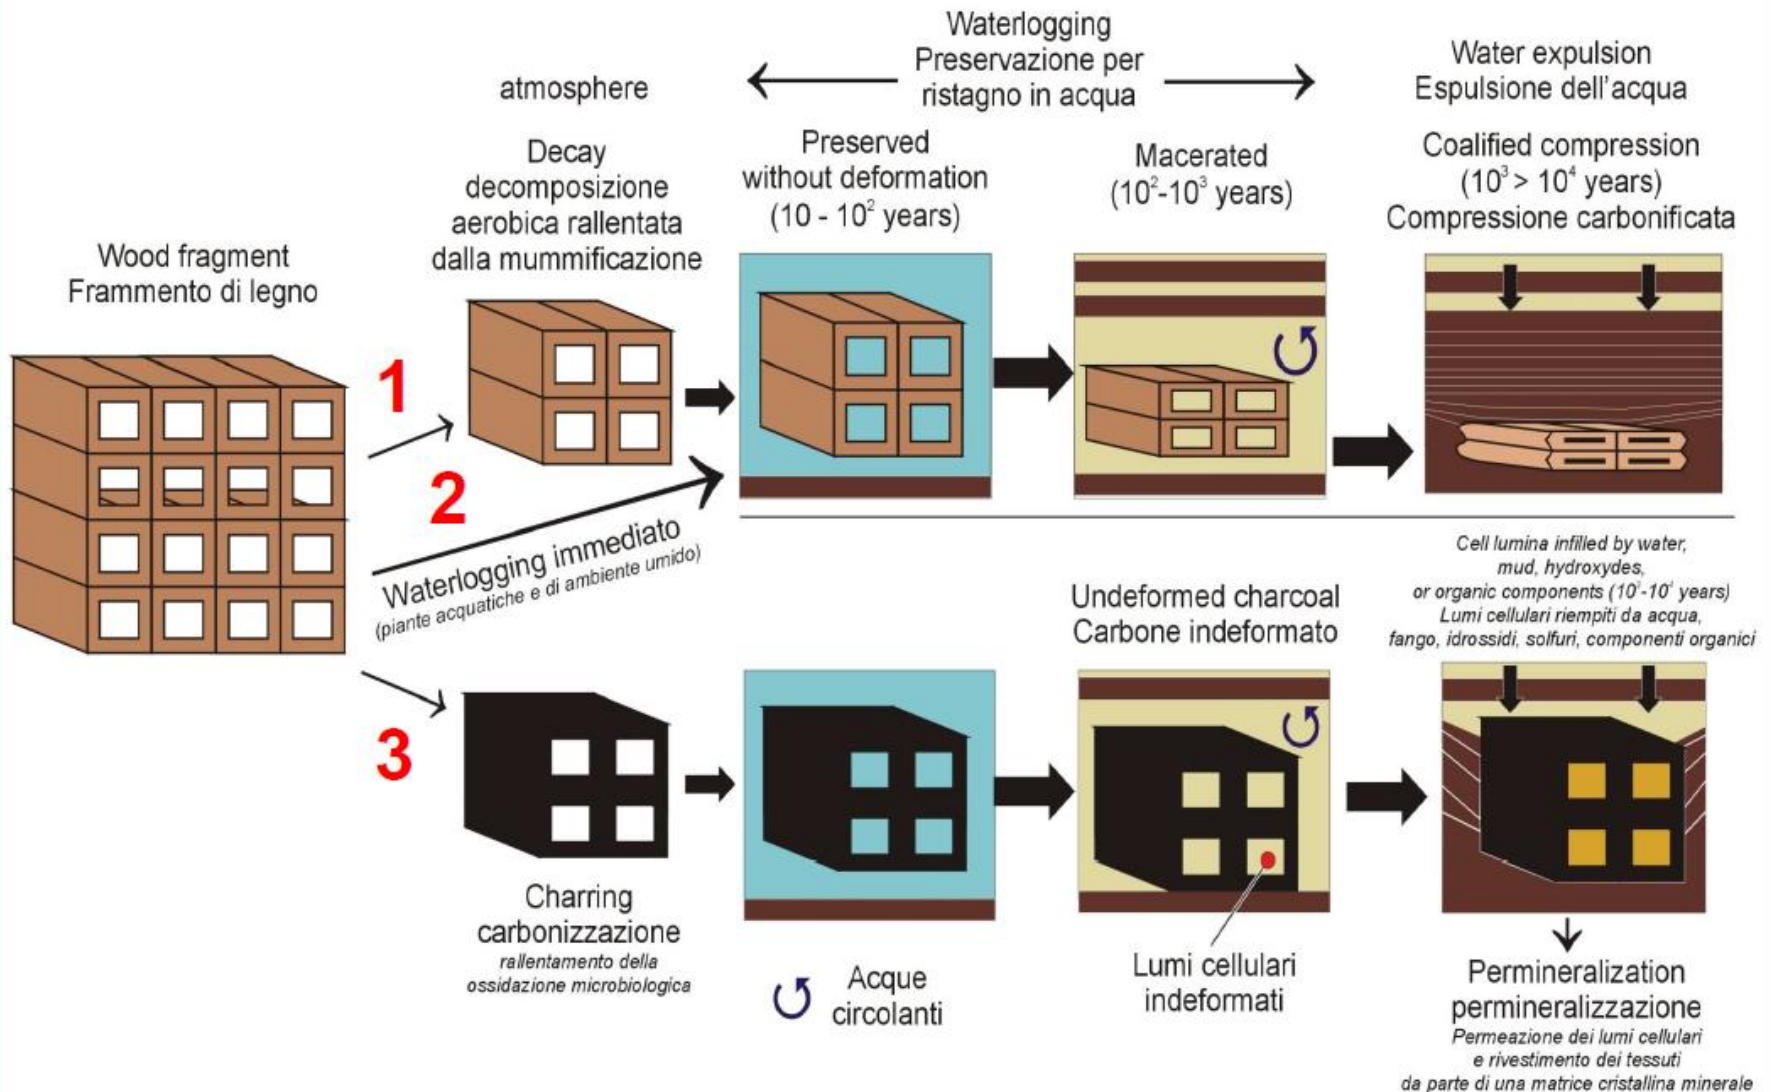 Waterlogging
Preservazione per
ristagno in acqua
Water expulsion
Espulsione dell'acqua
atmosphere
Decay
decomposizione
aerobica rallentata
dalla mummificazione
Preserved
without deformation
(10 - 10² years)
Macerated
(10²-10³ years)
Coalified compression
(10³ > 10⁴ years)
Compressione carbonificata
Wood fragment
Frammento di legno
1
2
Waterlogging immediato
(piante acquatiche e di ambiente umido)
Cell lumina infilled by water,
mud, hydroxydes,
or organic components years)
Lumi cellulari riempiti da acqua,
fango, idrossidi, solfuri, componenti organici
Undeformed charcoal
Carbone indeformato
3
Charring
carbonizzazione
rallentamento della
ossidazione microbiologica
Acque
circolanti
Lumi cellulari
indeformati
Permineralization
permineralizzazione
Permeazione dei lumi cellulari
e rivestimento dei tessuti
da parte di una matrice cristallina minerale